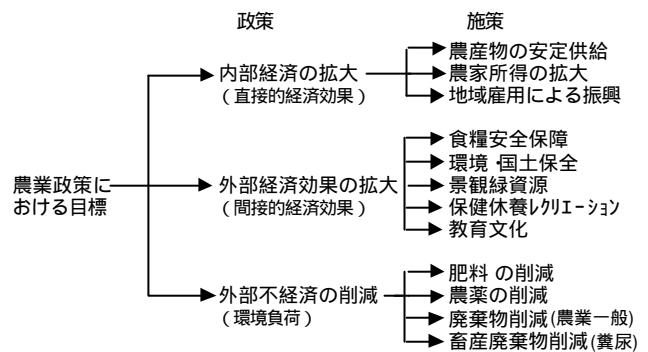 政策
施策
農業政策に
おける目標
内部経済の拡大
(直接的経済効果)
農産物の安定供給
農家所得の拡大
地域雇用による振興
外部経済効果の拡大
(間接的経済効果)
食糧安全保障
環境・国土保全
景観緑資源
保健休養レクリエーション
教育文化
外部不経済の削減
(環境負荷)
肥料の削減
農薬の削減
廃棄物削減(農業一般)
畜産廃棄物削減(糞尿)